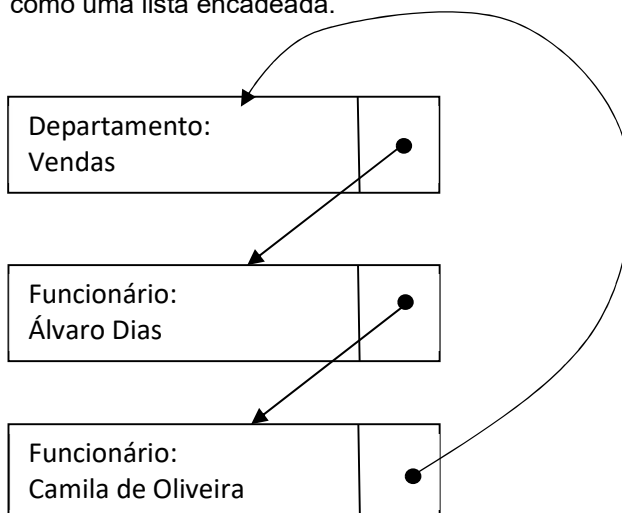 como uma lista encadeada.
Departamento:
Vendas
Funcionário:
Álvaro Dias
Funcionário:
Camila de Oliveira